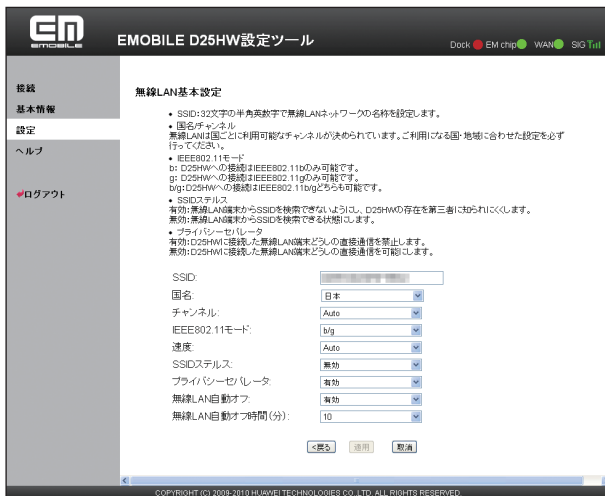 EM
EMOBILE
EMOBILE D25HW設定ツール
Dock EM chip WAN SIG
接続
基本情報
設定
ヘルプ
ログアウト
無線LAN基本設定
• SSID:32文字の半角英数字で無線LANネットワークの名称を設定します。
• 国名/チャンネル
無線LANは国ごとに利用可能なチャンネルが決められています。ご利用になる国・地域に合わせた設定を必ず
行ってください。
• IEEE802.11モード
b: D25HWへの接続はIEEE802.11bのみ可能です。
g: D25HWへの接続はIEEE802.11gのみ可能です。
b/g:D25HWへの接続はIEEE802.11b/gどちらも可能です。
• SSIDステルス
有効:無線LAN端末からSSIDを検索できないようにし、D25HWの存在を第三者に知られにくくします。
無効:無線LAN端末からSSIDを検索できる状態にします。
• プライバシーセパレータ
有効:D25HWに接続した無線LAN端末どうしの直接通信を禁止します。
無効:D25HWに接続した無線LAN端末どうしの直接通信を可能にします。
SSID:
国名: 日本
チャンネル: Auto
IEEE802.11モード: b/g
速度: Auto
SSIDステルス: 無効
プライバシーセパレータ: 有効
無線LAN自動オフ: 有効
無線LAN自動オフ時間(分): 10
<戻る 適用 取消
COPYRIGHT (C) 2009-2010 HUAWEI TECHNOLOGIES CO.,LTD. ALL RIGHTS RESERVED.